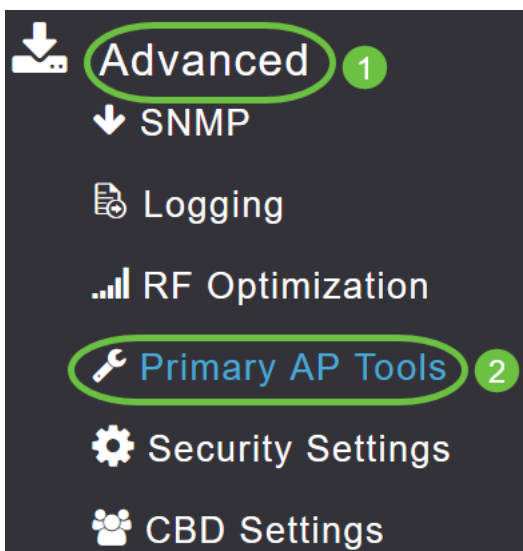 Advanced 1
SNMP
Logging
RF Optimization
Primary AP Tools 2
Security Settings
CBD Settings